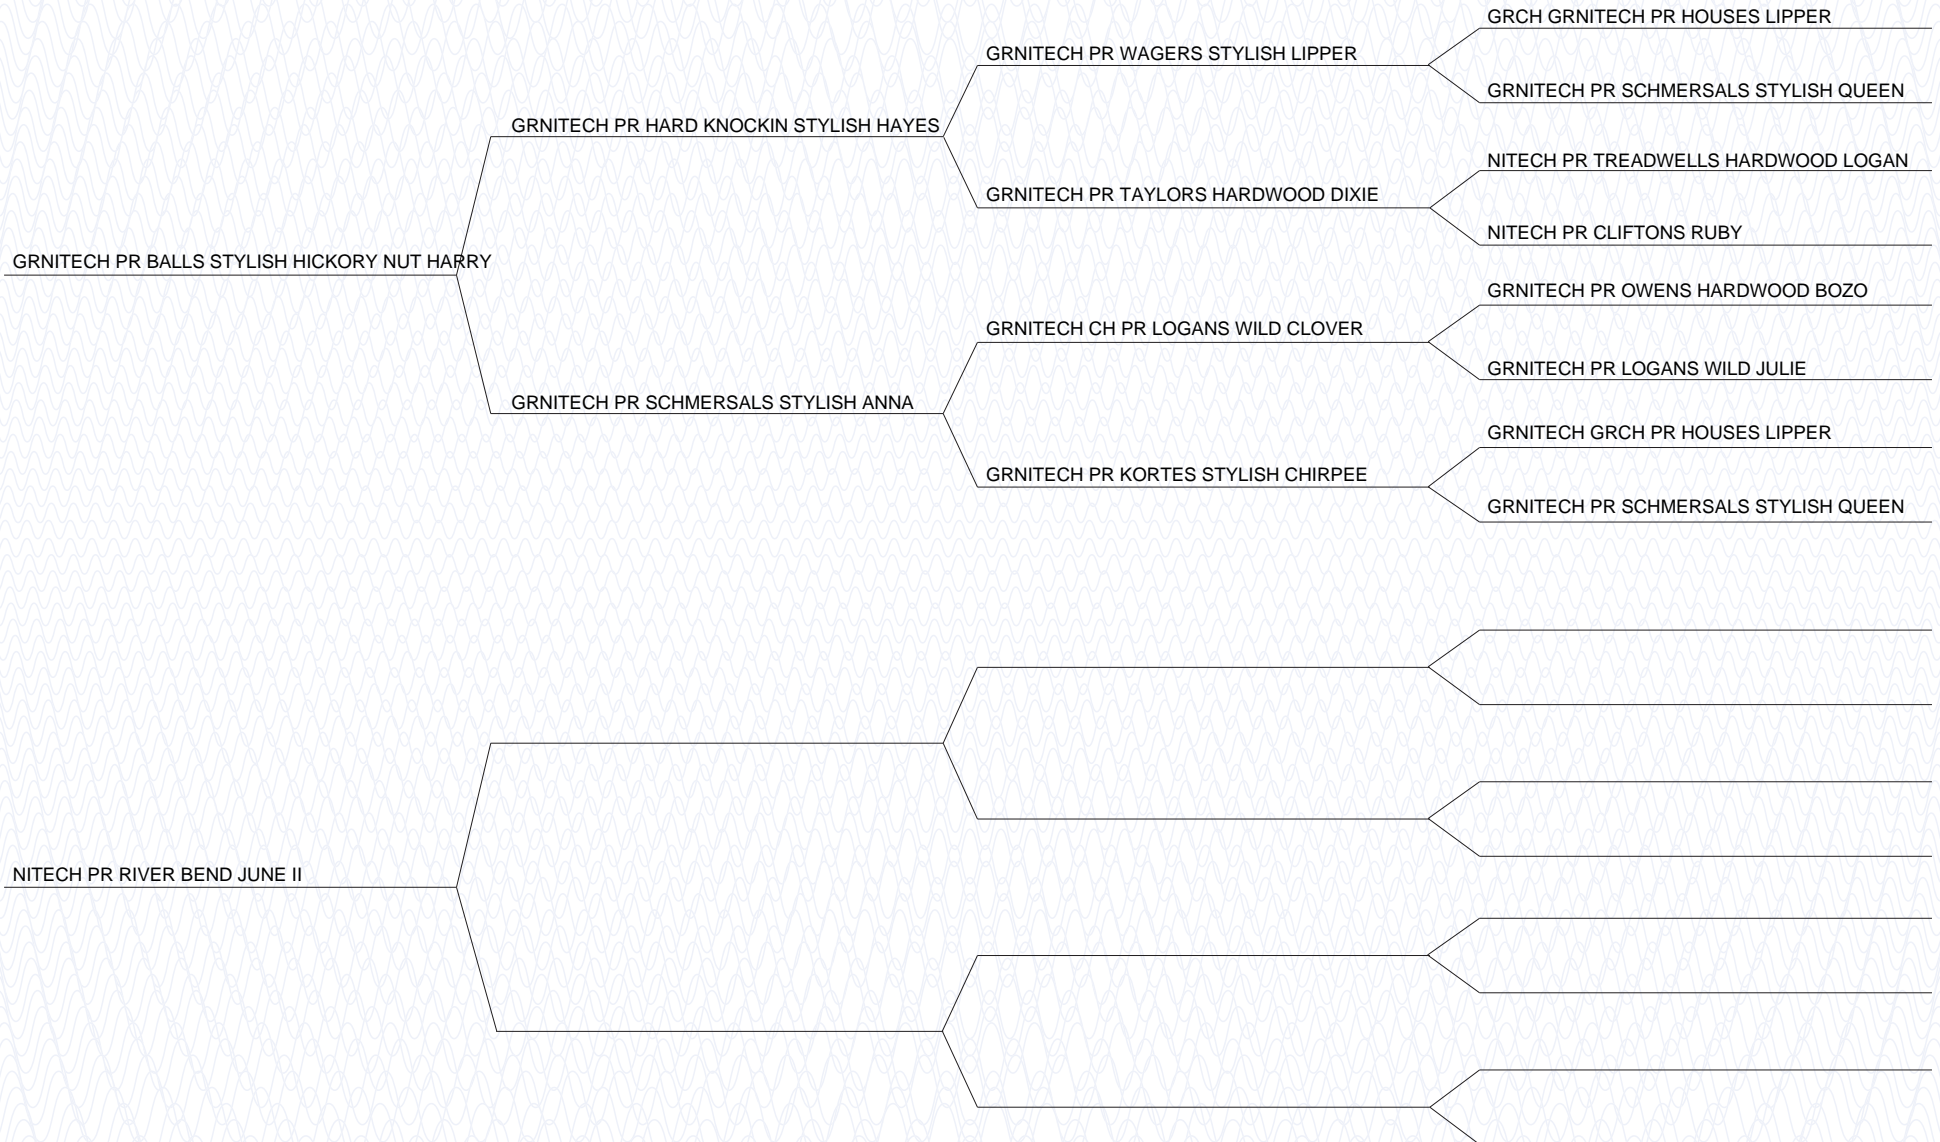 GRCH GRNITECH PR HOUSES LIPPER
GRNITECH PR WAGERS STYLISH LIPPER
GRNITECH PR SCHMERSALS STYLISH QUEEN
GRNITECH PR HARD KNOCKIN STYLISH HAYES
NITECH PR TREADWELLS HARDWOOD LOGAN
GRNITECH PR TAYLORS HARDWOOD DIXIE
NITECH PR CLIFTONS RUBY
GRNITECH PR BALLS STYLISH HICKORY NUT HARRY
GRNITECH PR OWENS HARDWOOD BOZO
GRNITECH CH PR LOGANS WILD CLOVER
GRNITECH PR LOGANS WILD JULIE
GRNITECH PR SCHMERSALS STYLISH ANNA
GRNITECH GRCH PR HOUSES LIPPER
GRNITECH PR KORTES STYLISH CHIRPEE
GRNITECH PR SCHMERSALS STYLISH QUEEN
NITECH PR RIVER BEND JUNE II